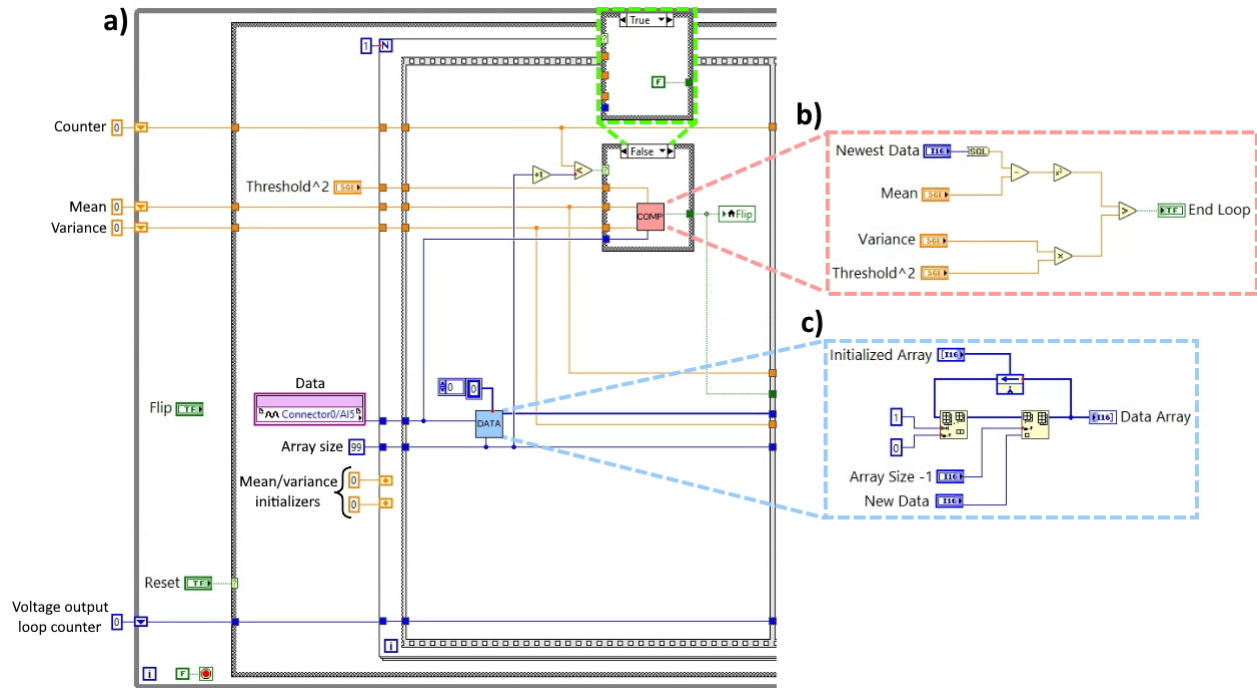 a)
True
1 N
F
Counter 0
b)
False
Newest Data I16 SGL
+1
<
Threshold^2 SGL
- x²
Mean 0
Mean SGL
COMP
Flip
> TF End Loop
Variance 0
Variance SGL
×
Threshold^2 SGL
c)
Initialized Array [I16]
Data
0 0
Flip TF
Connector0/AI5
DATA
1
Data Array
[I16]
Array size 99
0
Mean/variance
initializers
0
0
Array Size -1 I16
New Data I16
Reset TF
?
Voltage output
loop counter
0
i
i F